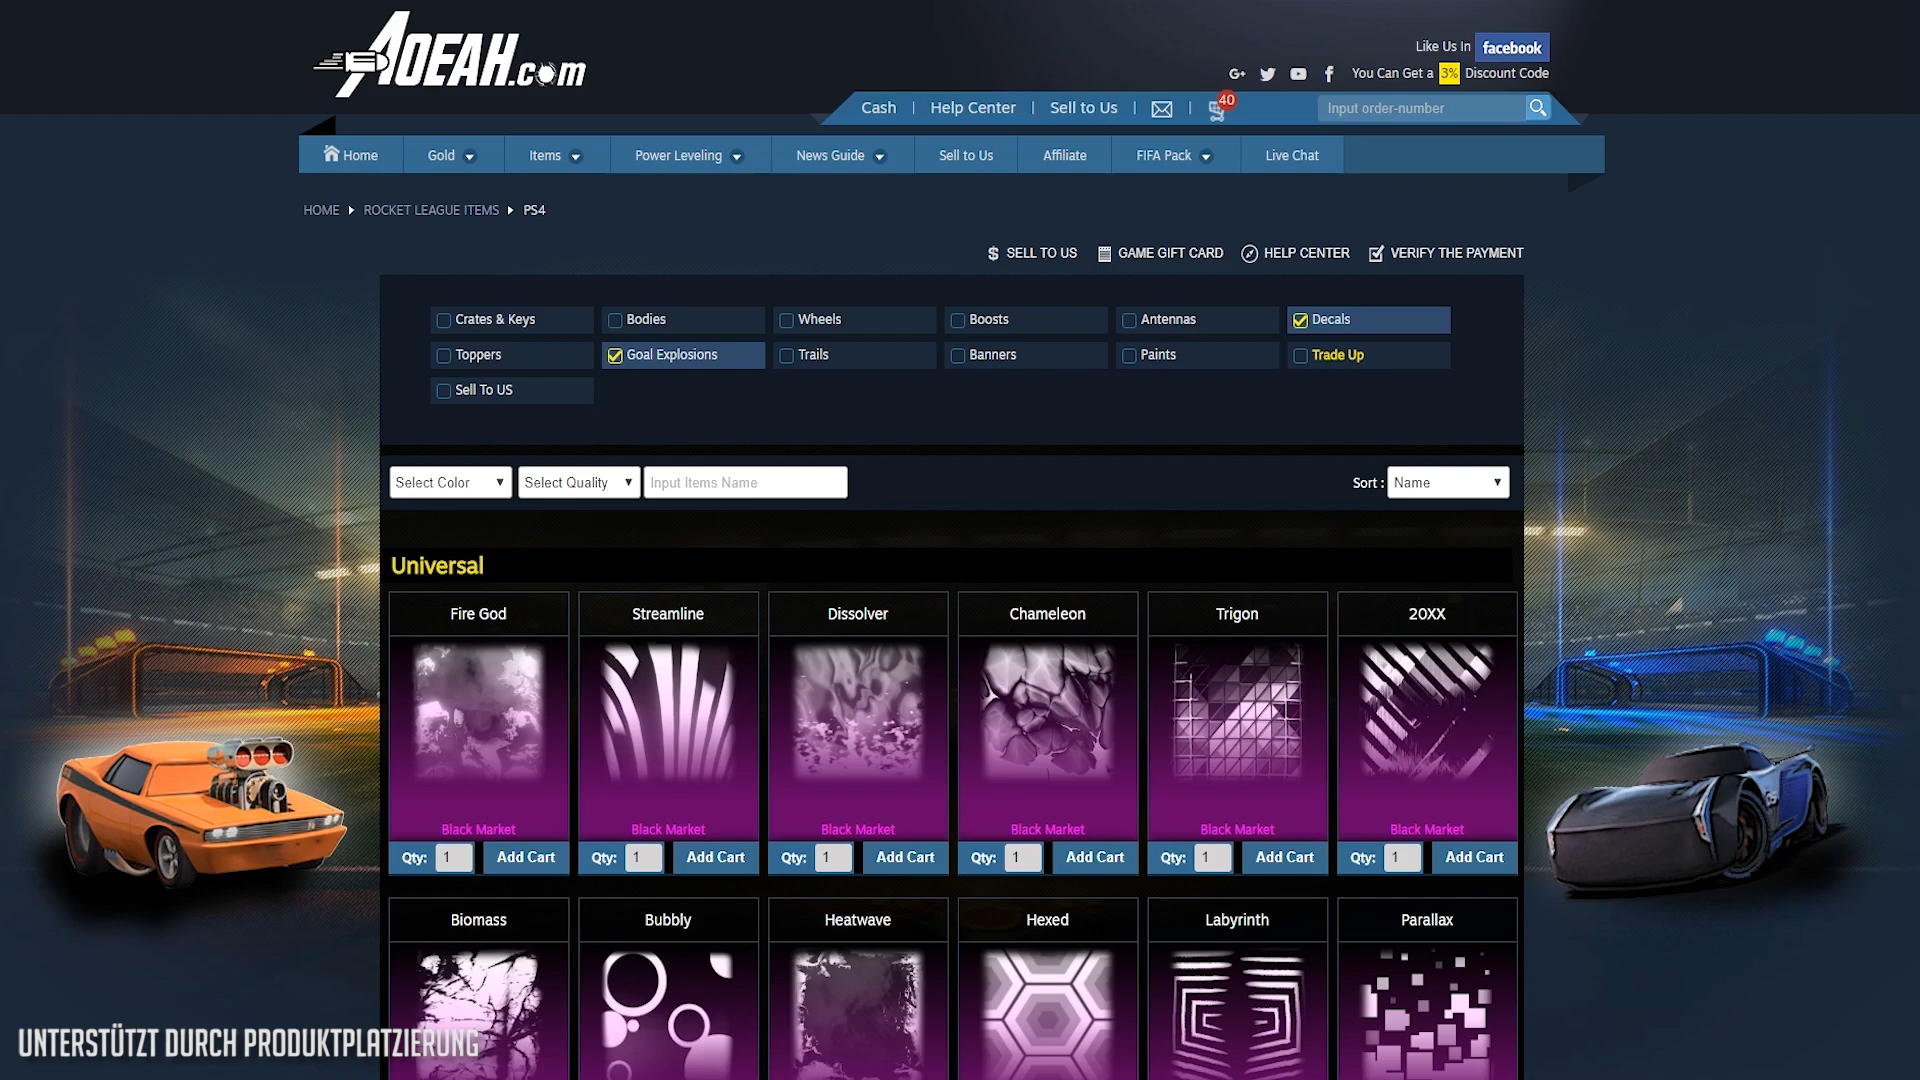 AOEAH.com
Like Us In facebook
You Can Get a 3% Discount Code
Cash | Help Center | Sell to Us | | 40
Input order-number
Home
Gold
Items
Power Leveling
News Guide
Sell to Us
Affiliate
FIFA Pack
Live Chat
HOME ROCKET LEAGUE ITEMS PS4
$ SELL TO US GAME GIFT CARD HELP CENTER VERIFY THE PAYMENT
Crates & Keys Bodies Wheels Boosts Antennas Decals
Toppers Goal Explosions Trails Banners Paints Trade Up
Sell To US
Select Color Select Quality Input Items Name Sort : Name
Universal
Fire God Streamline Dissolver Chameleon Trigon 20XX
Black Market Black Market Black Market Black Market Black Market Black Market
Qty: 1 Add Cart Qty: 1 Add Cart Qty: 1 Add Cart Qty: 1 Add Cart Qty: 1 Add Cart Qty: 1 Add Cart
Biomass Bubbly Heatwave Hexed Labyrinth Parallax
UNTERSTÜTZT DURCH PRODUKTPLATZIERUNG